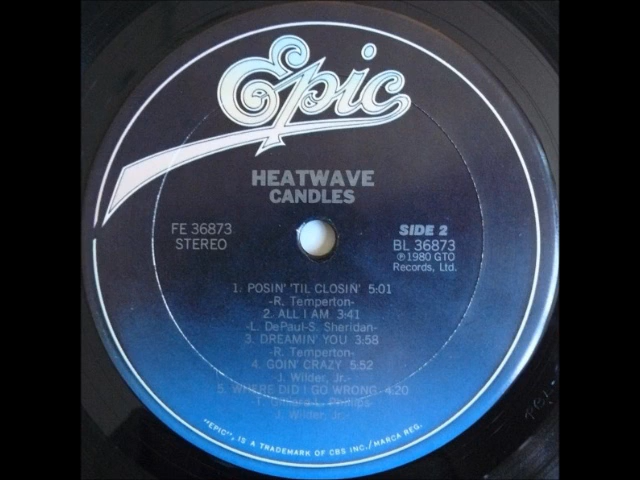 Epic
HEATWAVE
CANDLES
FE 36873
STEREO
SIDE 2
BL 36873
℗1980 GTO
Records, Ltd.
1. POSIN' 'TIL CLOSIN' 5:01
-R. Temperton-
2. ALL I AM 3:41
-L. DePaul-S. Sheridan-
3. DREAMIN' YOU 3:58
-R. Temperton-
4. GOIN' CRAZY 5:52
-J. Wilder, Jr.-
5. WHERE DID I GO WRONG 4:20
L. Phillips-
J. Wilder, Jr.-
"EPIC", IS A TRADEMARK OF CBS INC./MARCA REG.